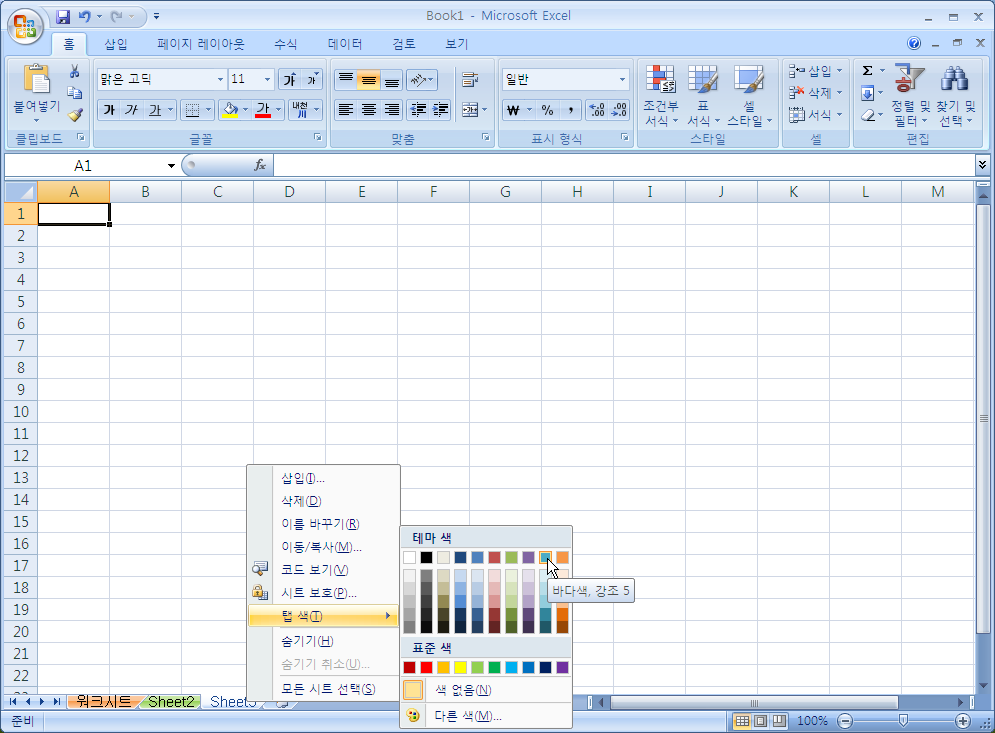 Book1 - Microsoft Excel
홈 삽입 페이지 레이아웃 수식 데이터 검토 보기
붙여넣기
클립보드
맑은 고딕 11 가 가
가 가 가 가 내천 川
글꼴
맞춤
일반
₩ % , .00 .00
표시 형식
조건부 서식
표 서식
셀 스타일
스타일
삽입
삭제
서식
셀
Σ
정렬 및 필터
찾기 및 선택
편집
A1 fx
A B C D E F G H I J K L M
1
2
3
4
5
6
7
8
9
10
11
12
13
14
15
16
17
18
19
20
21
22
삽입(I)...
삭제(D)
이름 바꾸기(R)
이동/복사(M)...
코드 보기(V)
시트 보호(P)...
탭 색(T)
숨기기(H)
숨기기 취소(U)...
모든 시트 선택(S)
테마 색
바다색, 강조 5
표준 색
색 없음(N)
다른 색(M)...
워크시트 Sheet2 Sheet3
준비 100%